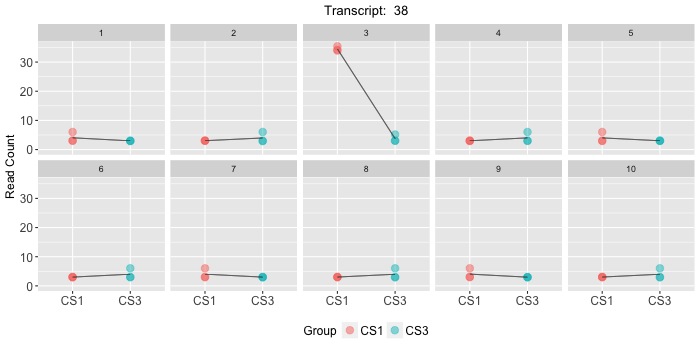 Transcript: 38
1 2 3 4 5
30
20
10
0
Read Count
6 7 8 9 10
30
20
10
0
CS1 CS3 CS1 CS3 CS1 CS3 CS1 CS3 CS1 CS3
Group CS1 CS3